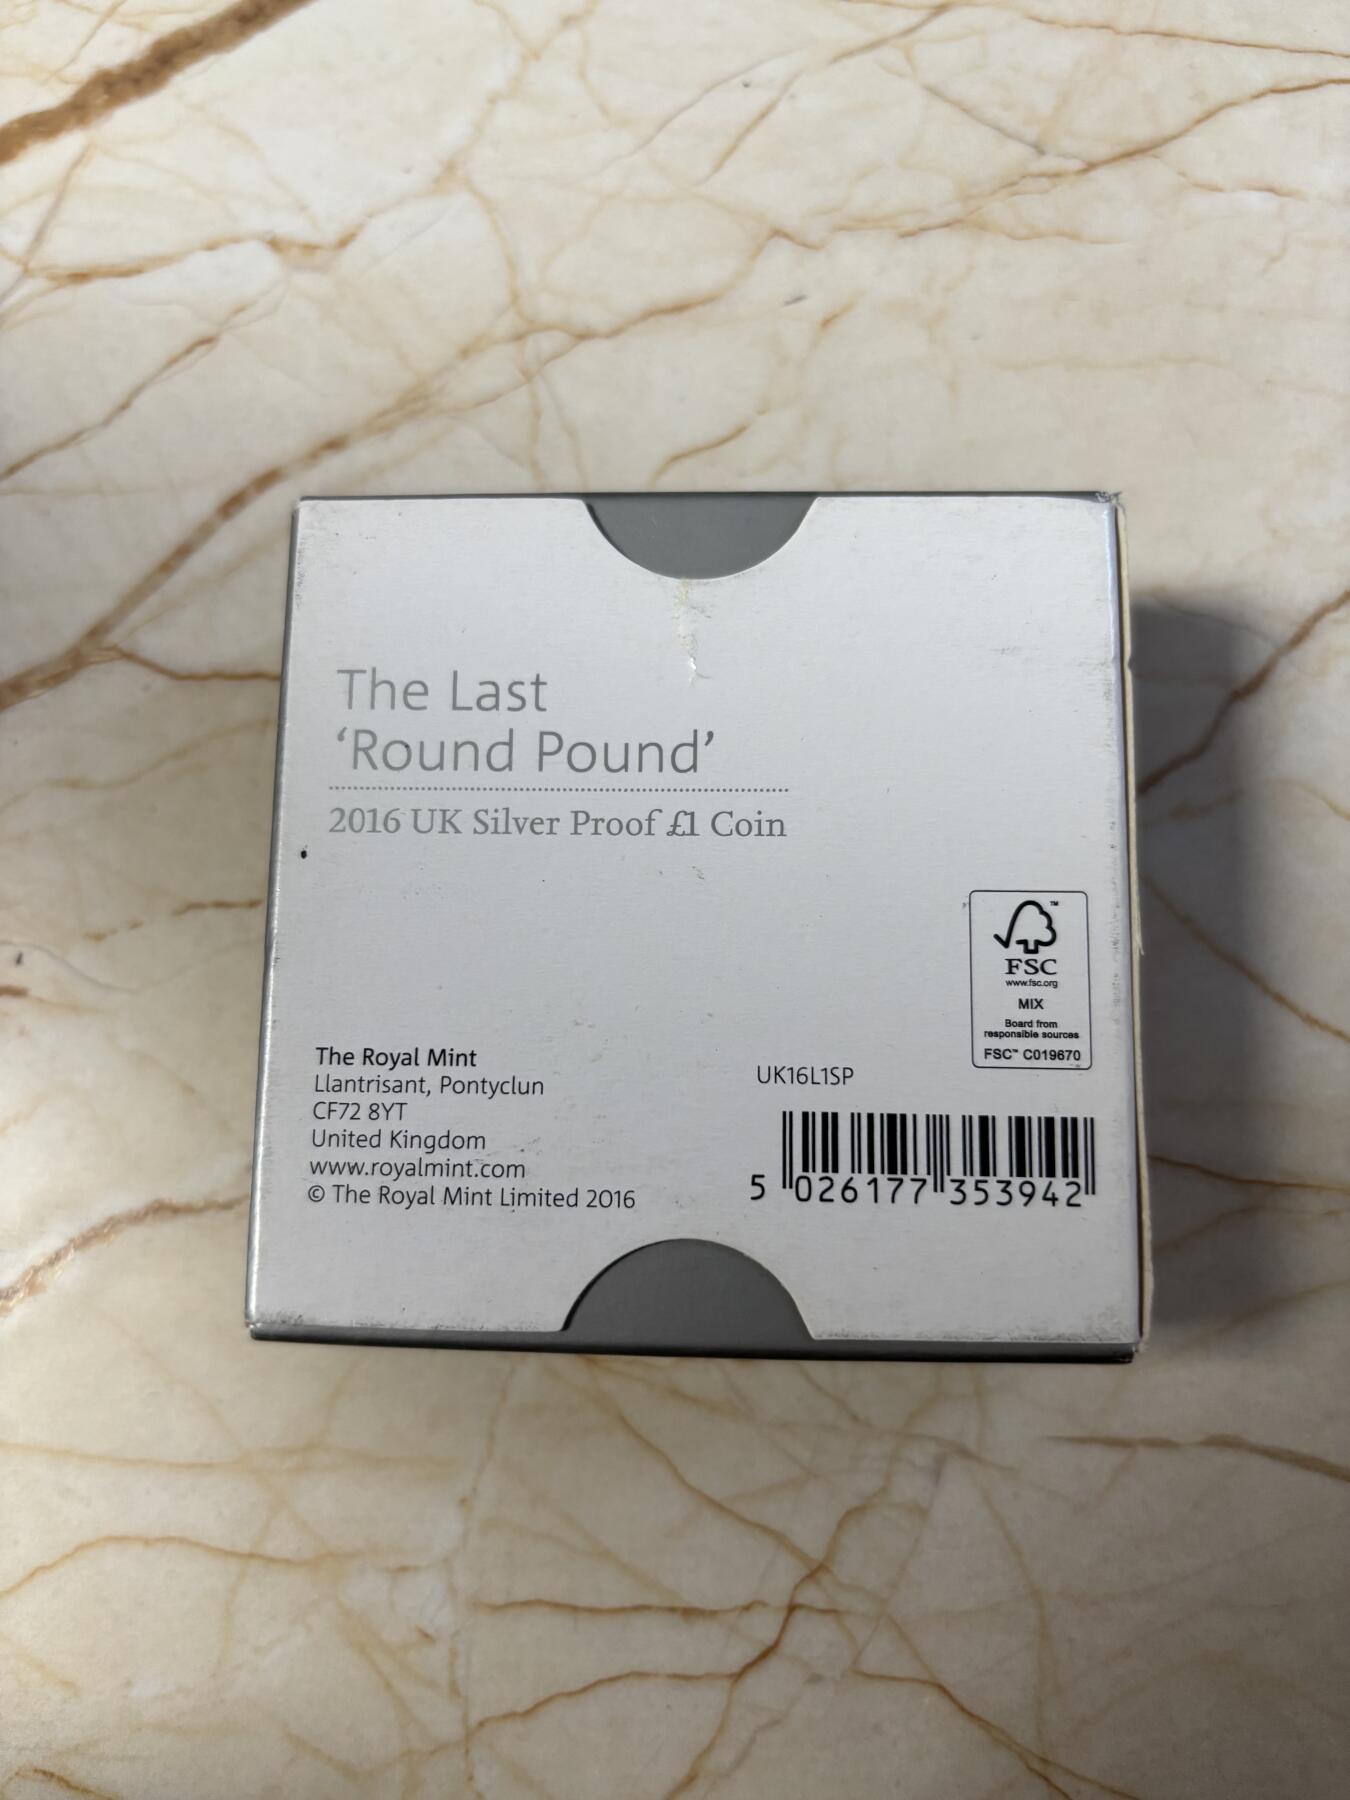 The Last
‘Round Pound’
2016 UK Silver Proof £1 Coin
™
FSC
www.fsc.org
MIX
Board from
responsible sources
FSC™ C019670
The Royal Mint
Llantrisant, Pontyclun
CF72 8YT
United Kingdom
www.royalmint.com
© The Royal Mint Limited 2016
UK16L1SP
5 026177 353942